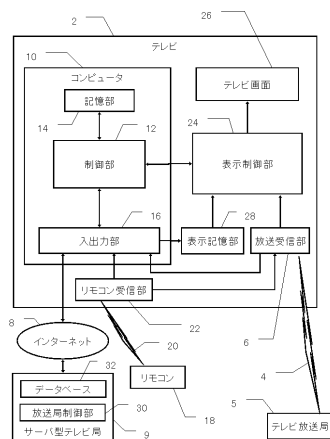 2
テレビ
26
10
コンピュータ
テレビ画面
記憶部
14
12
24
制御部
表示制御部
16
28
入出力部
表示記憶部
放送受信部
リモコン受信部
6
8
22
インターネット
20
4
32
データベース
リモコン
5
放送局制御部
30
18
テレビ放送局
サーバ型テレビ局
9